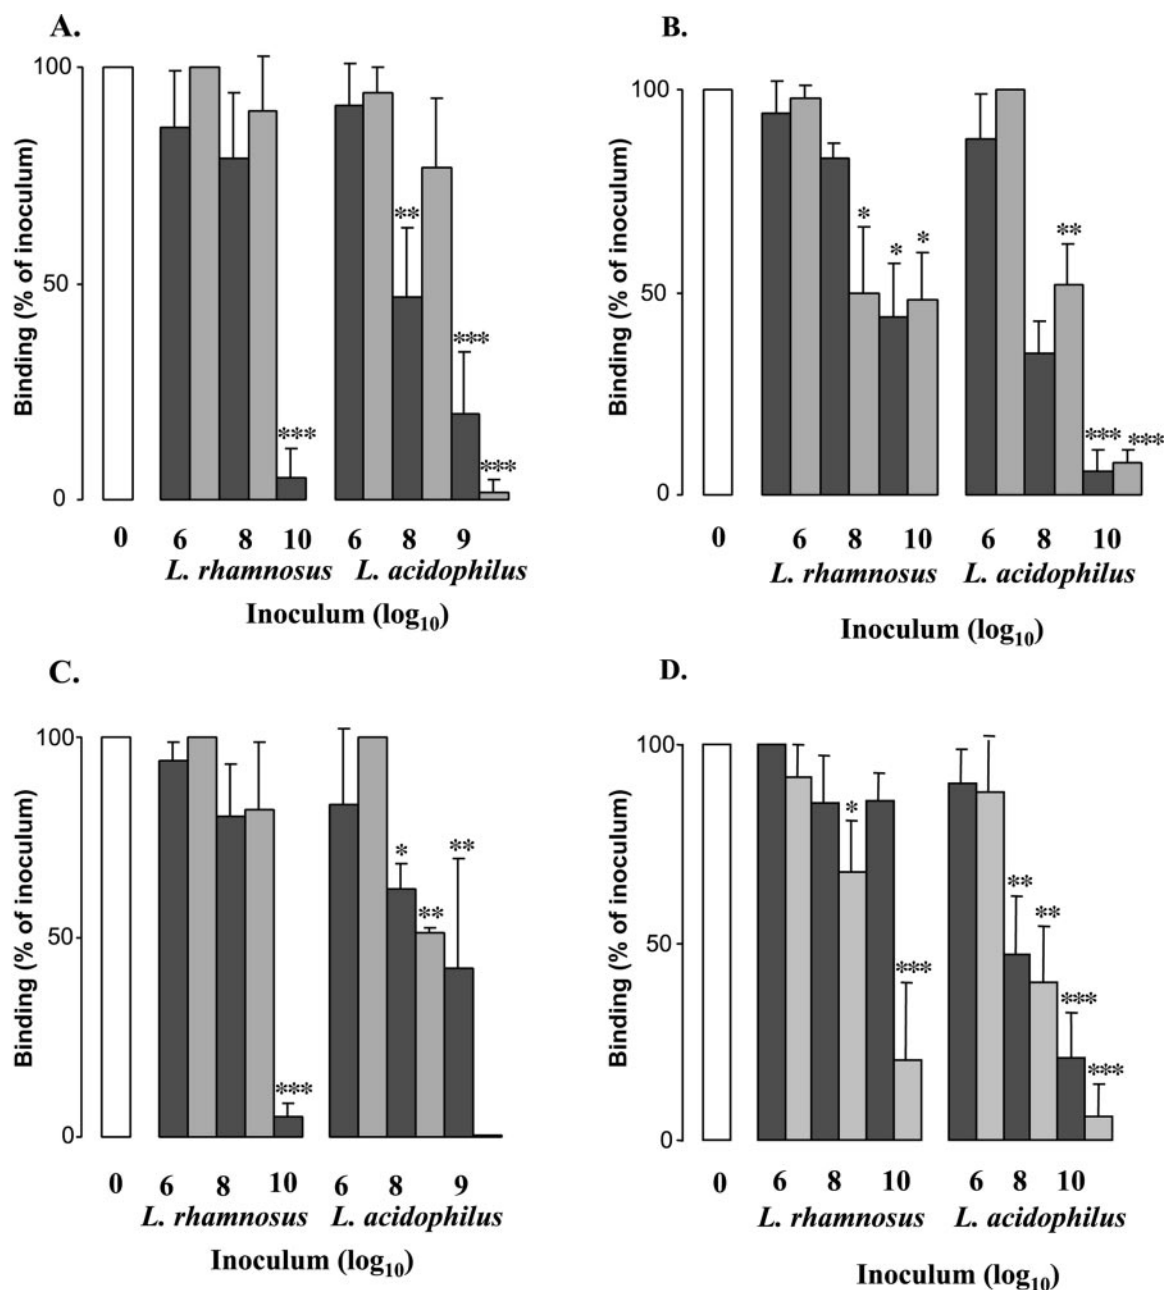 A.
100
50
0
Binding (% of inoculum)
**
***
***
***
0 6 8 10 6 8 9
L. rhamnosus L. acidophilus
Inoculum (log10)
B.
100
50
0
Binding (% of inoculum)
* * *
**
*** ***
0 6 8 10 6 8 10
L. rhamnosus L. acidophilus
Inoculum (log10)
C.
100
50
0
Binding (% of inoculum)
***
* ** **
0 6 8 10 6 8 9
L. rhamnosus L. acidophilus
Inoculum (log10)
D.
100
50
0
Binding (% of inoculum)
* ***
** ** *** ***
0 6 8 10 6 8 10
L. rhamnosus L. acidophilus
Inoculum (log10)